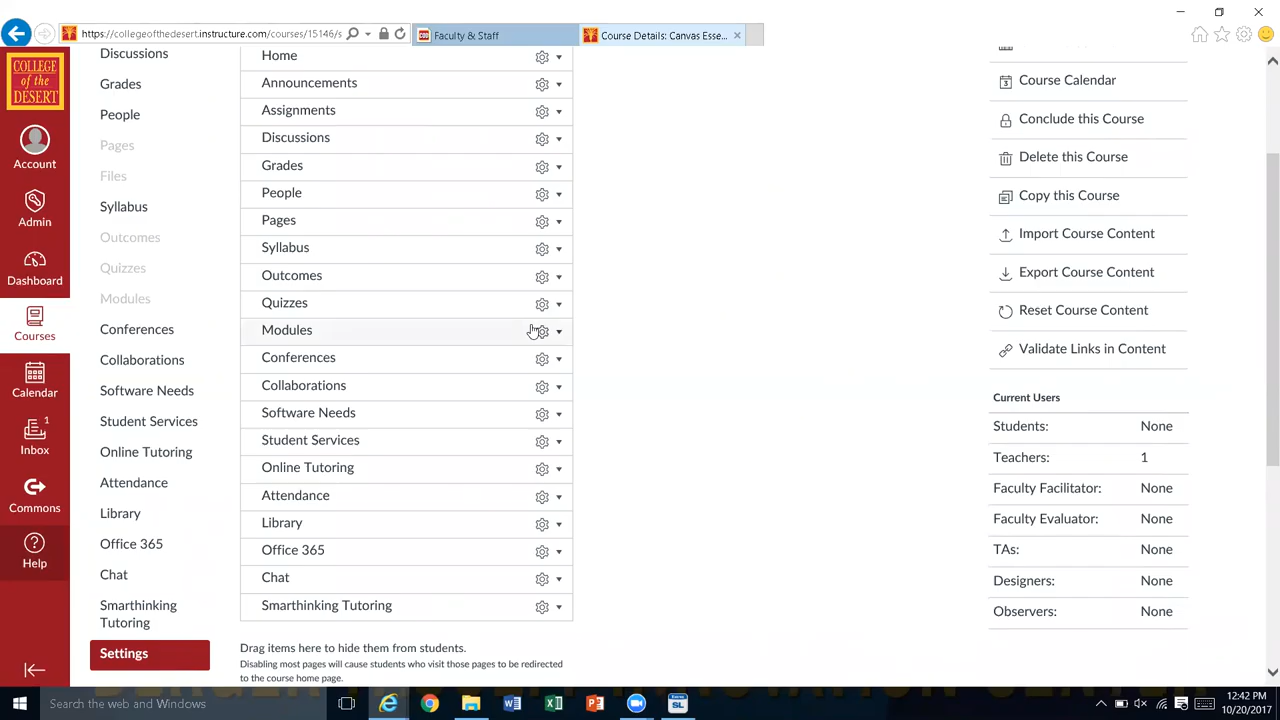 https://collegeofthedesert.instructure.com/courses/15146/s
COD Faculty & Staff
Course Details: Canvas Esse...
COLLEGE
of the
DESERT
Account
Admin
Dashboard
Courses
Calendar
1
Inbox
Commons
Help
Discussions
Grades
People
Pages
Files
Syllabus
Outcomes
Quizzes
Modules
Conferences
Collaborations
Software Needs
Student Services
Online Tutoring
Attendance
Library
Office 365
Chat
Smarthinking
Tutoring
Settings
Home
Announcements
Assignments
Discussions
Grades
People
Pages
Syllabus
Outcomes
Quizzes
Modules
Conferences
Collaborations
Software Needs
Student Services
Online Tutoring
Attendance
Library
Office 365
Chat
Smarthinking Tutoring
Drag items here to hide them from students.
Disabling most pages will cause students who visit those pages to be redirected
to the course home page.
Course Calendar
Conclude this Course
Delete this Course
Copy this Course
Import Course Content
Export Course Content
Reset Course Content
Validate Links in Content
Current Users
Students: None
Teachers: 1
Faculty Facilitator: None
Faculty Evaluator: None
TAs: None
Designers: None
Observers: None
Search the web and Windows
12:42 PM
10/20/2017